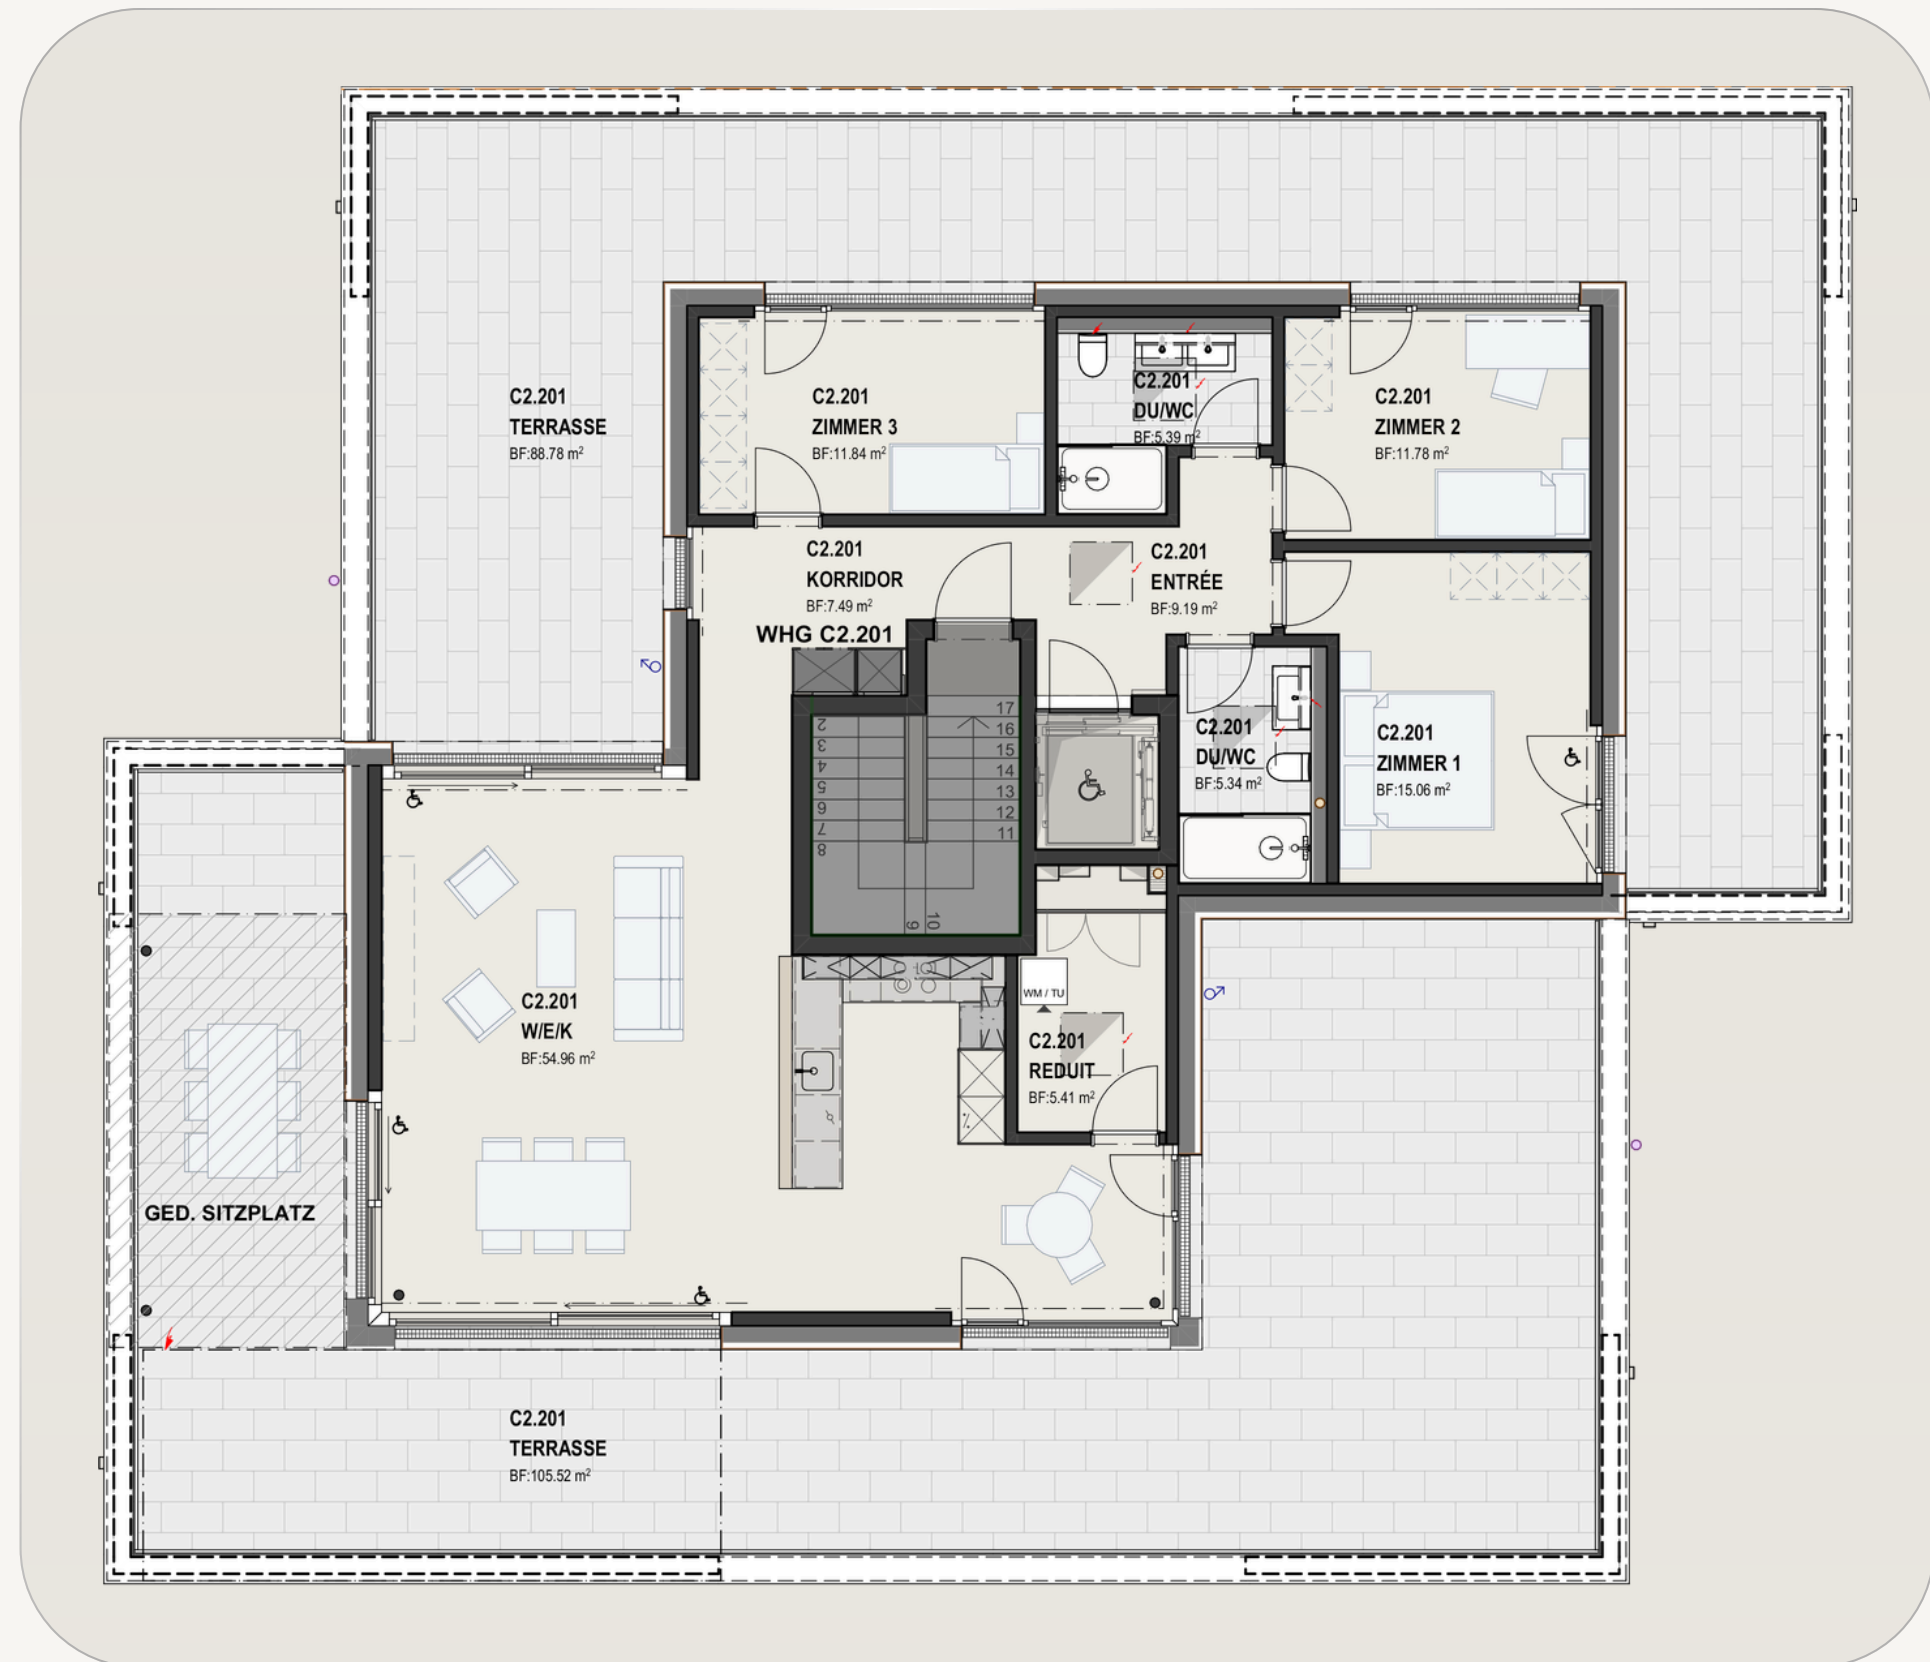 C2.201
TERRASSE
BF:88.78 m²
C2.201
ZIMMER 3
BF:11.84 m²
C2.201
DU/WC
BF:5.39 m²
C2.201
ZIMMER 2
BF:11.78 m²
C2.201
KORRIDOR
BF:7.49 m²
C2.201
ENTRÉE
BF:9.19 m²
WHG C2.201
2
3
4
5
6
7
8
9
10
17
16
15
14
13
12
11
C2.201
DU/WC
BF:5.34 m²
C2.201
ZIMMER 1
BF:15.06 m²
C2.201
W/E/K
BF:54.96 m²
WM / TU
C2.201
REDUIT
BF:5.41 m²
GED. SITZPLATZ
C2.201
TERRASSE
BF:105.52 m²